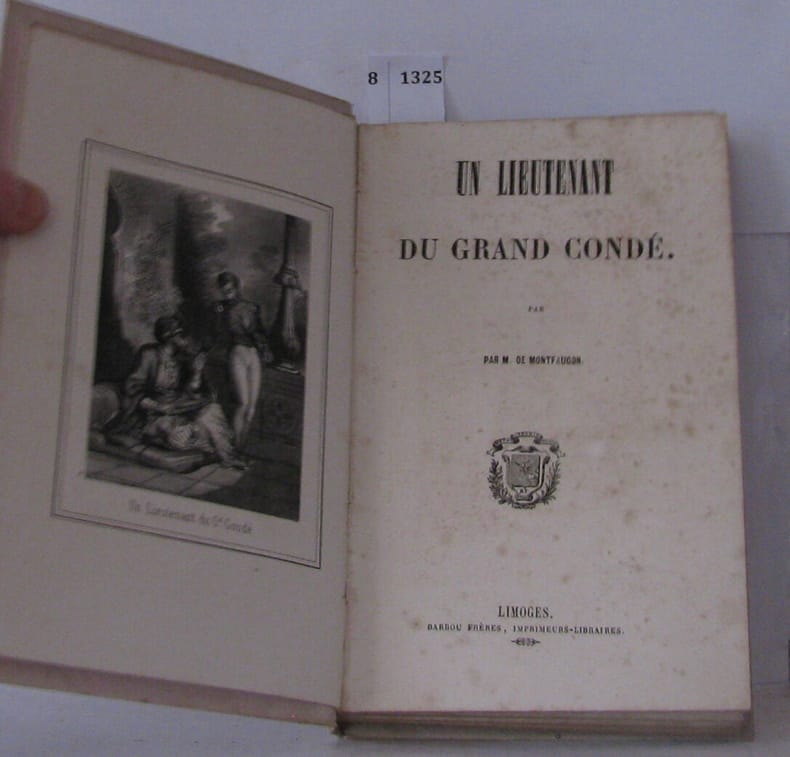 8 1325
Un Lieutenant du Gd Condé
UN LIEUTENANT
DU GRAND CONDÉ.
PAR
PAR M. DE MONTFAUCON.
LIMOGES.
BARBOU FRÈRES, IMPRIMEURS-LIBRAIRES.